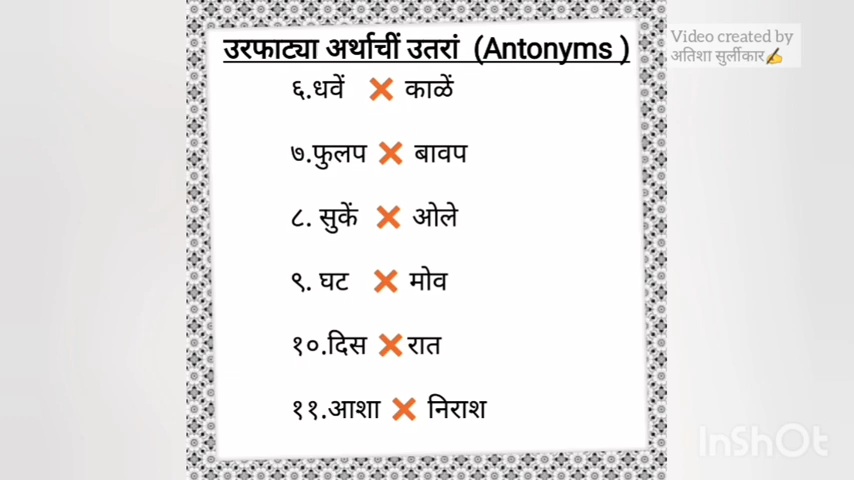 उरफाट्या अर्थाचीं उतरां (Antonyms )
Video created by
अतिशा सुर्लीकार✍
६.धवें ❌ काळें
७.फुलप ❌ बावप
८. सुकें ❌ ओले
९. घट ❌ मोव
१०.दिस ❌रात
११.आशा ❌ निराश
InShOt